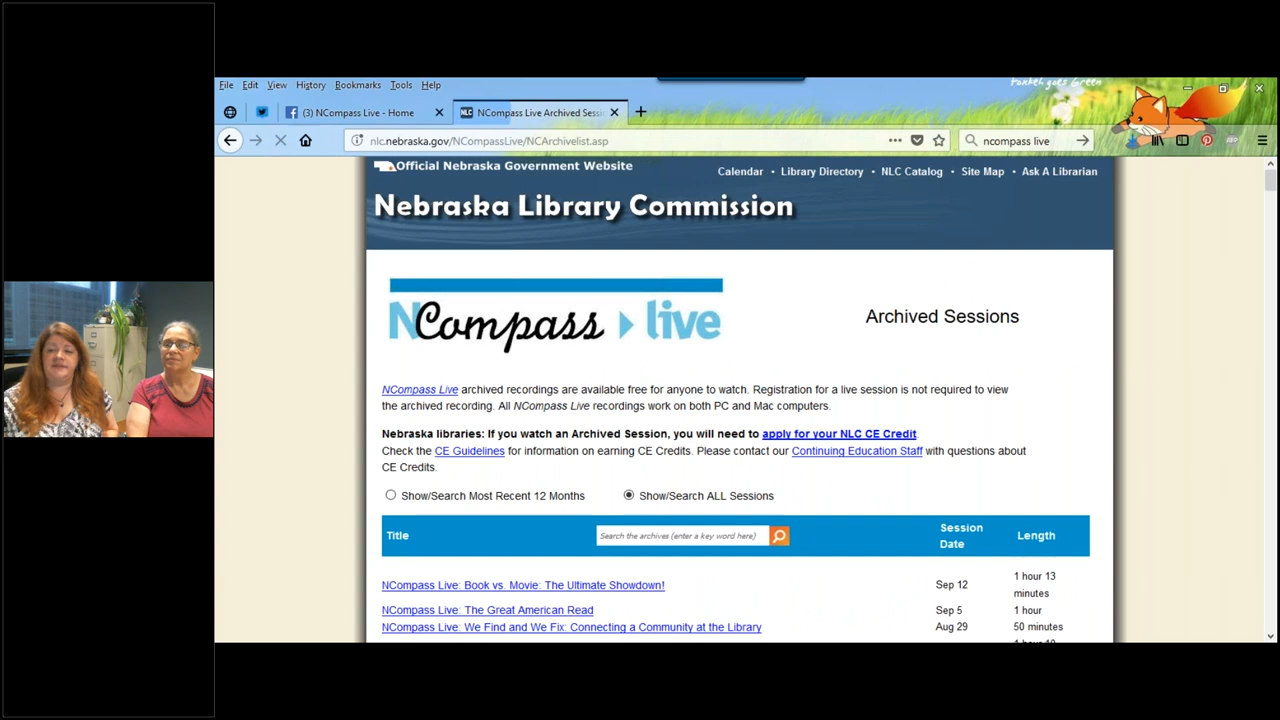 Foxkeh goes Green
File Edit View History Bookmarks Tools Help
(3) NCompass Live - Home
NLC NCompass Live Archived Sess
nlc.nebraska.gov/NCompassLive/NCArchivelist.asp
ncompass live
Official Nebraska Government Website
Calendar • Library Directory • NLC Catalog • Site Map • Ask A Librarian
Nebraska Library Commission
NCompass live
Archived Sessions
NCompass Live archived recordings are available free for anyone to watch. Registration for a live session is not required to view
the archived recording. All NCompass Live recordings work on both PC and Mac computers.
Nebraska libraries: If you watch an Archived Session, you will need to apply for your NLC CE Credit.
Check the CE Guidelines for information on earning CE Credits. Please contact our Continuing Education Staff with questions about
CE Credits.
Show/Search Most Recent 12 Months Show/Search ALL Sessions
Title Search the archives (enter a key word here) Session Date Length
NCompass Live: Book vs. Movie: The Ultimate Showdown! Sep 12 1 hour 13 minutes
NCompass Live: The Great American Read Sep 5 1 hour
NCompass Live: We Find and We Fix: Connecting a Community at the Library Aug 29 50 minutes